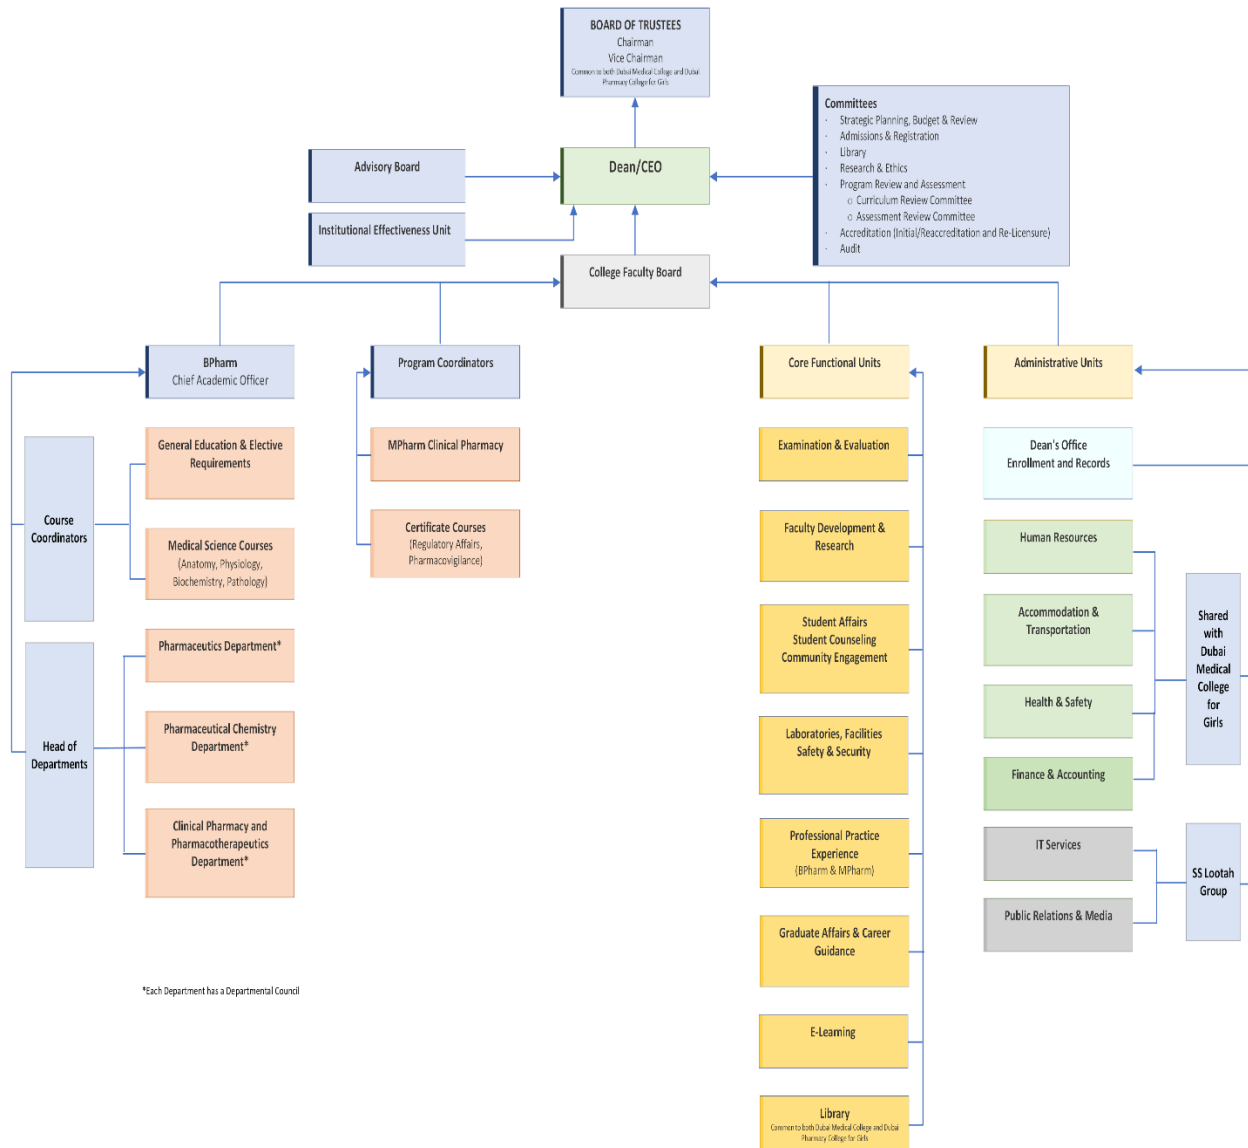 BOARD OF TRUSTEES
Chairman
Vice Chairman
Common to both Dubai Medical College and Dubai
Pharmacy College for Girls
Committees
· Strategic Planning, Budget & Review
· Admissions & Registration
· Library
· Research & Ethics
· Program Review and Assessment
o Curriculum Review Committee
o Assessment Review Committee
· Accreditation (Initial/Reaccreditation and Re-Licensure)
· Audit
Advisory Board
Dean/CEO
Institutional Effectiveness Unit
College Faculty Board
BPharm
Chief Academic Officer
Program Coordinators
Core Functional Units
Administrative Units
Course
Coordinators
General Education & Elective
Requirements
Medical Science Courses
(Anatomy, Physiology,
Biochemistry, Pathology)
Head of
Departments
Pharmaceutics Department*
Pharmaceutical Chemistry
Department*
Clinical Pharmacy and
Pharmacotherapeutics
Department*
*Each Department has a Departmental Council
MPharm Clinical Pharmacy
Certificate Courses
(Regulatory Affairs,
Pharmacovigilance)
Examination & Evaluation
Faculty Development &
Research
Student Affairs
Student Counseling
Community Engagement
Laboratories, Facilities
Safety & Security
Professional Practice
Experience
(BPharm & MPharm)
Graduate Affairs & Career
Guidance
E-Learning
Library
Common to both Dubai Medical College and Dubai
Pharmacy College for Girls
Dean's Office
Enrollment and Records
Human Resources
Accommodation &
Transportation
Health & Safety
Finance & Accounting
Shared
with
Dubai
Medical
College
for
Girls
IT Services
Public Relations & Media
SS Lootah
Group